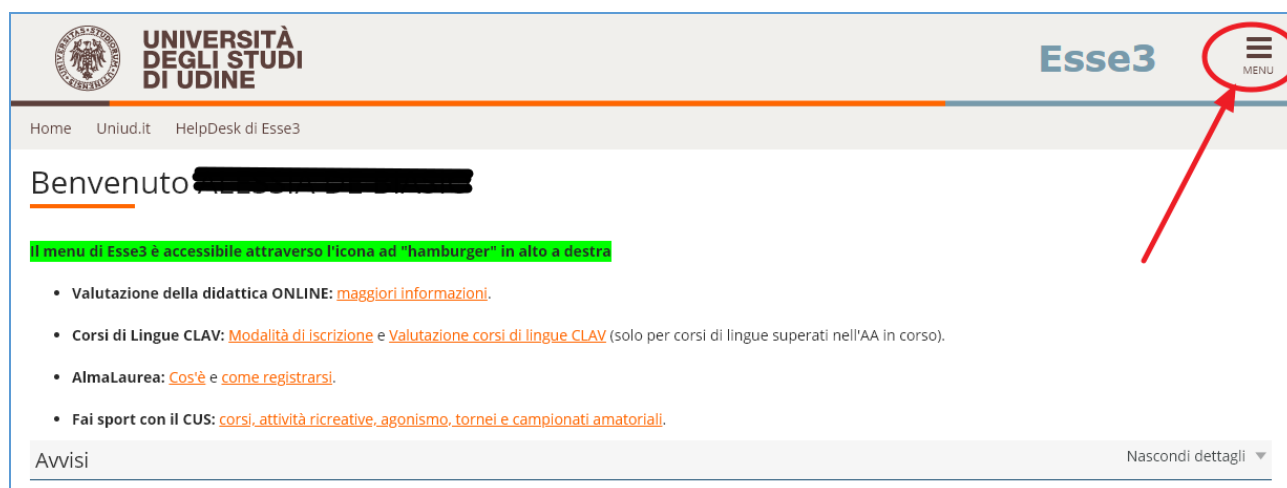 UNIVERSITÀ
DEGLI STUDI
DI UDINE
Esse3
MENU
Home Uniud.it HelpDesk di Esse3
Benvenuto
Il menu di Esse3 è accessibile attraverso l'icona ad "hamburger" in alto a destra
• Valutazione della didattica ONLINE: maggiori informazioni.
• Corsi di Lingue CLAV: Modalità di iscrizione e Valutazione corsi di lingue CLAV (solo per corsi di lingue superati nell'AA in corso).
• AlmaLaurea: Cos'è e come registrarsi.
• Fai sport con il CUS: corsi, attività ricreative, agonismo, tornei e campionati amatoriali.
Avvisi Nascondi dettagli